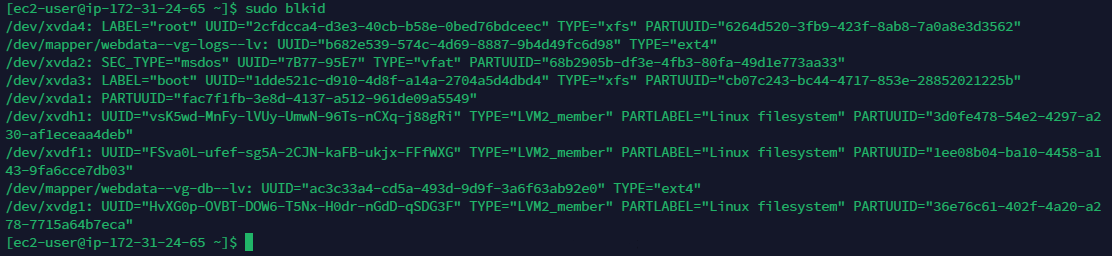 [ec2-user@ip-172-31-24-65 ~]$ sudo blkid
/dev/xvda4: LABEL="root" UUID="2cfdcca4-d3e3-40cb-b58e-0bed76bdceec" TYPE="xfs" PARTUUID="6264d520-3fb9-423f-8ab8-7a0a8e3d3562"
/dev/mapper/webdata--vg-logs--lv: UUID="b682e539-574c-4d69-8887-9b4d49fc6d98" TYPE="ext4"
/dev/xvda2: SEC_TYPE="msdos" UUID="7B77-95E7" TYPE="vfat" PARTUUID="68b2905b-df3e-4fb3-80fa-49d1e773aa33"
/dev/xvda3: LABEL="boot" UUID="1dde521c-d910-4d8f-a14a-2704a5d4dbd4" TYPE="xfs" PARTUUID="cb07c243-bc44-4717-853e-28852021225b"
/dev/xvda1: PARTUUID="fac7f1fb-3e8d-4137-a512-961de09a5549"
/dev/xvdh1: UUID="vsK5wd-MnFy-lVUy-UmwN-96Ts-nCXq-j88gRi" TYPE="LVM2_member" PARTLABEL="Linux filesystem" PARTUUID="3d0fe478-54e2-4297-a2
30-af1eceaa4deb"
/dev/xvdf1: UUID="FSva0L-ufef-sg5A-2CJN-kaFB-ukjx-FFfWXG" TYPE="LVM2_member" PARTLABEL="Linux filesystem" PARTUUID="1ee08b04-ba10-4458-a1
43-9fa6cce7db03"
/dev/mapper/webdata--vg-db--lv: UUID="ac3c33a4-cd5a-493d-9d9f-3a6f63ab92e0" TYPE="ext4"
/dev/xvdg1: UUID="HvXG0p-OVBT-DOW6-T5Nx-H0dr-nGdD-qSDG3F" TYPE="LVM2_member" PARTLABEL="Linux filesystem" PARTUUID="36e76c61-402f-4a20-a2
78-7715a64b7eca"
[ec2-user@ip-172-31-24-65 ~]$